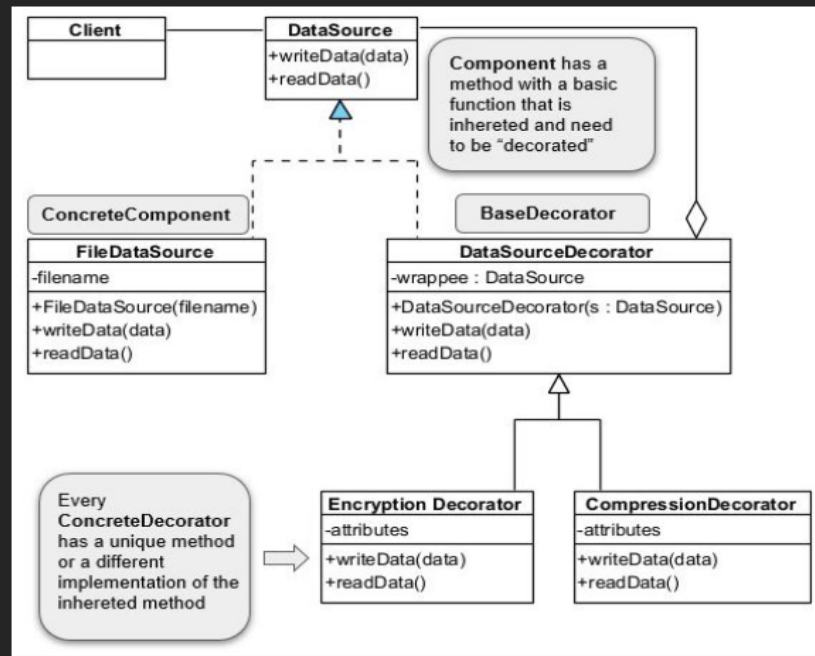 Client
DataSource
+writeData(data)
+readData()
Component has a
method with a basic
function that is
inhereted and need
to be “decorated”
ConcreteComponent
BaseDecorator
FileDataSource
-filename
+FileDataSource(filename)
+writeData(data)
+readData()
DataSourceDecorator
-wrappee : DataSource
+DataSourceDecorator(s : DataSource)
+writeData(data)
+readData()
Every
ConcreteDecorator
has a unique method
or a different
implementation of the
inhereted method
Encryption Decorator
-attributes
+writeData(data)
+readData()
CompressionDecorator
-attributes
+writeData(data)
+readData()